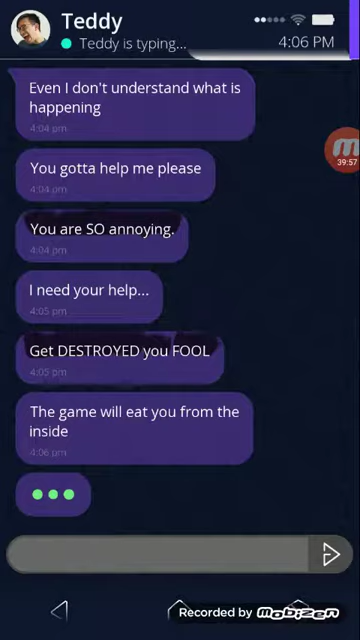 Teddy
Teddy is typing...
4:06 PM
Even I don't understand what is
happening
4:04 pm
You gotta help me please
4:04 pm
You are SO annoying.
4:04 pm
I need your help...
4:05 pm
Get DESTROYED you FOOL
4:05 pm
The game will eat you from the
inside
4:06 pm
39:57
Recorded by mobizen